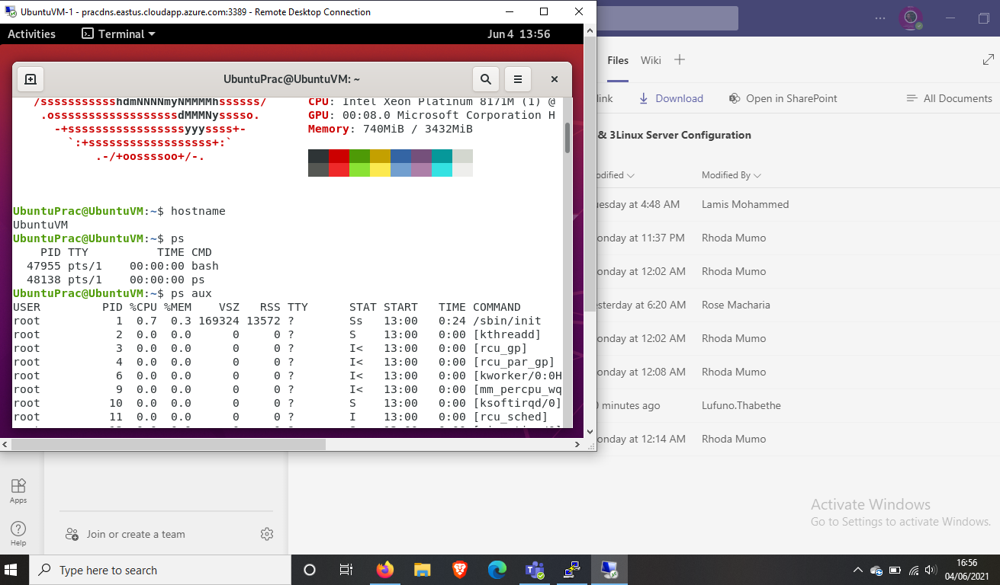 UbuntuVM-1 - pracdns.eastus.cloudapp.azure.com:3389 - Remote Desktop Connection
Activities Terminal Jun 4 13:56
UbuntuPrac@UbuntuVM: ~
/ssssssssssshdmNNNNmyNMMMMhssssss/ CPU: Intel Xeon Platinum 8171M (1) @
.ossssssssssssssssssdMMMNysssso. GPU: 00:08.0 Microsoft Corporation H
-+sssssssssssssssssyyyssss+- Memory: 740MiB / 3432MiB
`:+ssssssssssssssssss+:`
.-/+oossssoo+/-.
UbuntuPrac@UbuntuVM:~$ hostname
UbuntuVM
UbuntuPrac@UbuntuVM:~$ ps
PID TTY TIME CMD
47955 pts/1 00:00:00 bash
48138 pts/1 00:00:00 ps
UbuntuPrac@UbuntuVM:~$ ps aux
USER PID %CPU %MEM VSZ RSS TTY STAT START TIME COMMAND
root 1 0.7 0.3 169324 13572 ? Ss 13:00 0:24 /sbin/init
root 2 0.0 0.0 0 0 ? S 13:00 0:00 [kthreadd]
root 3 0.0 0.0 0 0 ? I< 13:00 0:00 [rcu_gp]
root 4 0.0 0.0 0 0 ? I< 13:00 0:00 [rcu_par_gp]
root 6 0.0 0.0 0 0 ? I< 13:00 0:00 [kworker/0:0H
root 9 0.0 0.0 0 0 ? I< 13:00 0:00 [mm_percpu_wq
root 10 0.0 0.0 0 0 ? S 13:00 0:00 [ksoftirqd/0]
root 11 0.0 0.0 0 0 ? I 13:00 0:00 [rcu_sched]
Files Wiki
link Download Open in SharePoint All Documents
& 3Linux Server Configuration
odified Modified By
uesday at 4:48 AM Lamis Mohammed
onday at 11:37 PM Rhoda Mumo
onday at 12:02 AM Rhoda Mumo
esterday at 6:20 AM Rose Macharia
onday at 12:02 AM Rhoda Mumo
onday at 12:08 AM Rhoda Mumo
0 minutes ago Lufuno.Thabethe
onday at 12:14 AM Rhoda Mumo
Apps
Help
Join or create a team
Activate Windows
Go to Settings to activate Windows.
Type here to search
16:56
04/06/2021